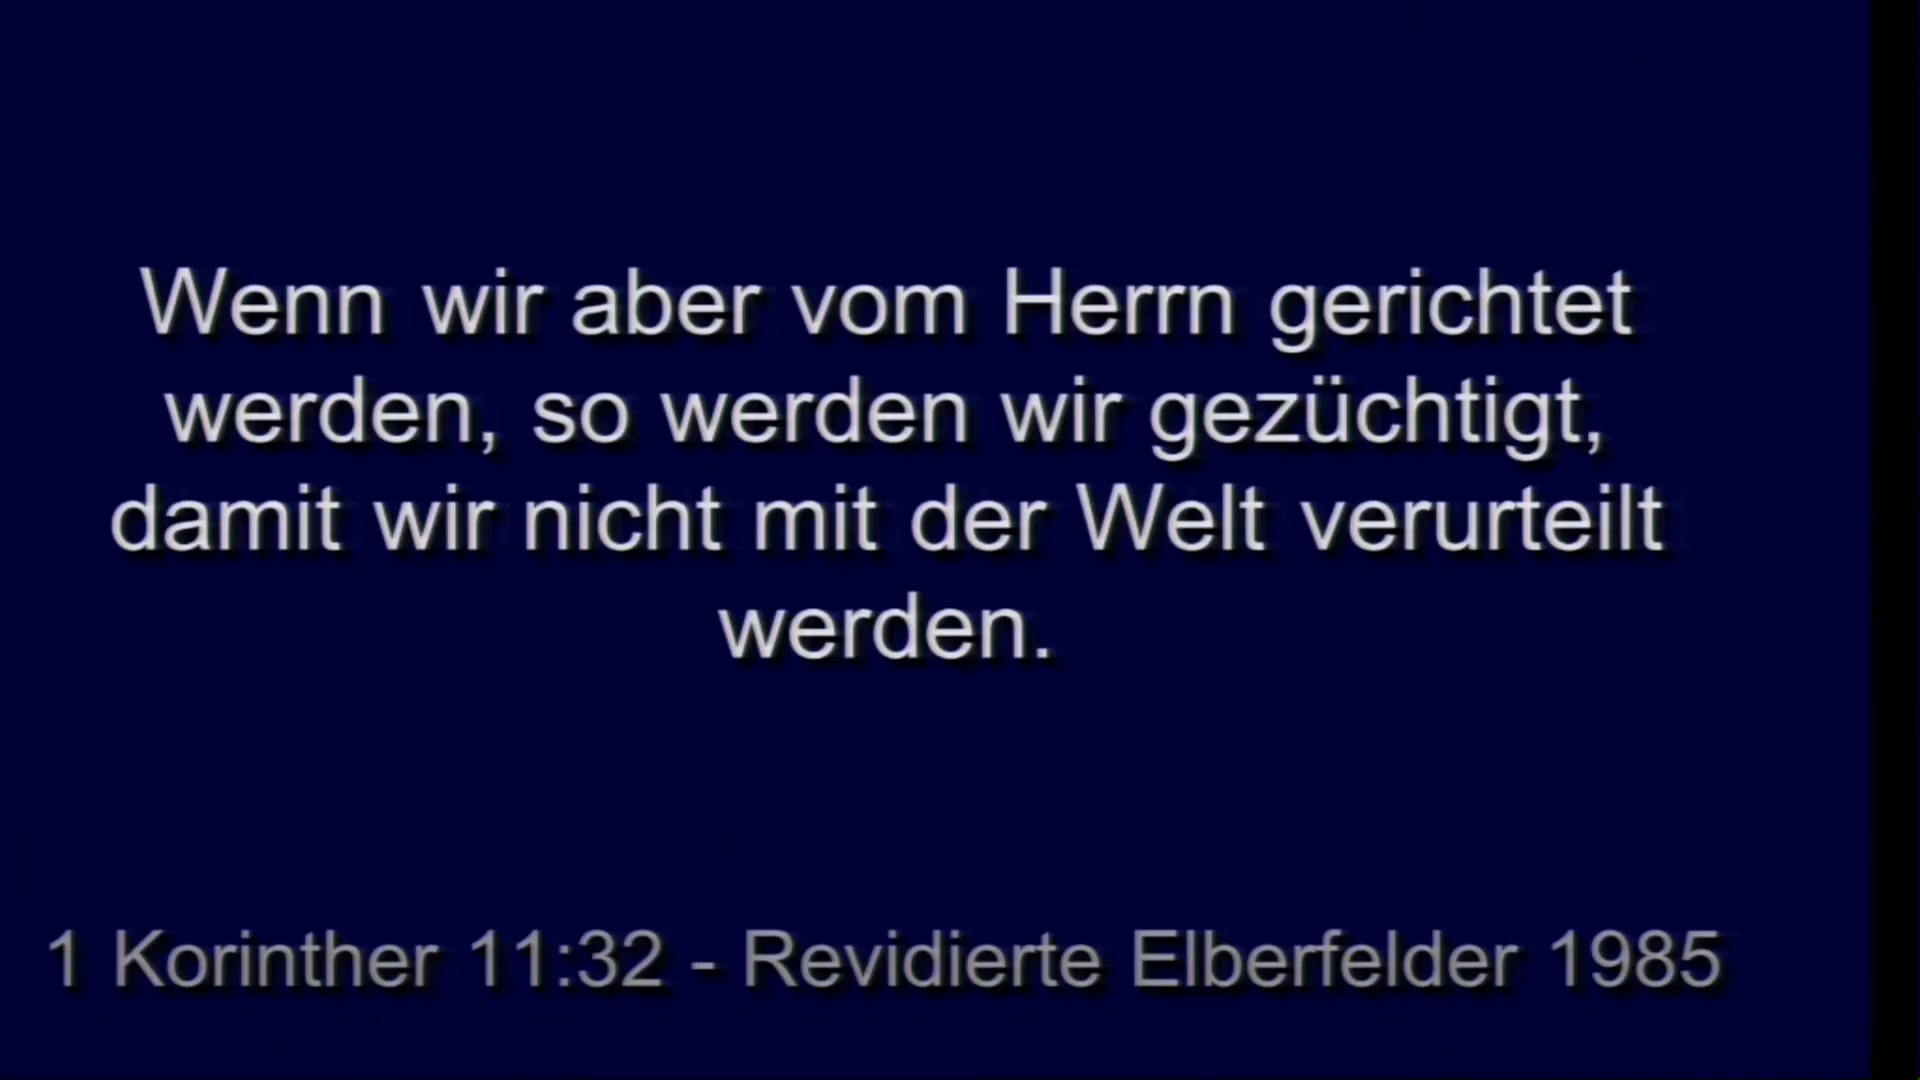 Wenn wir aber vom Herrn gerichtet
werden, so werden wir gezüchtigt,
damit wir nicht mit der Welt verurteilt
werden.
1 Korinther 11:32 - Revidierte Elberfelder 1985